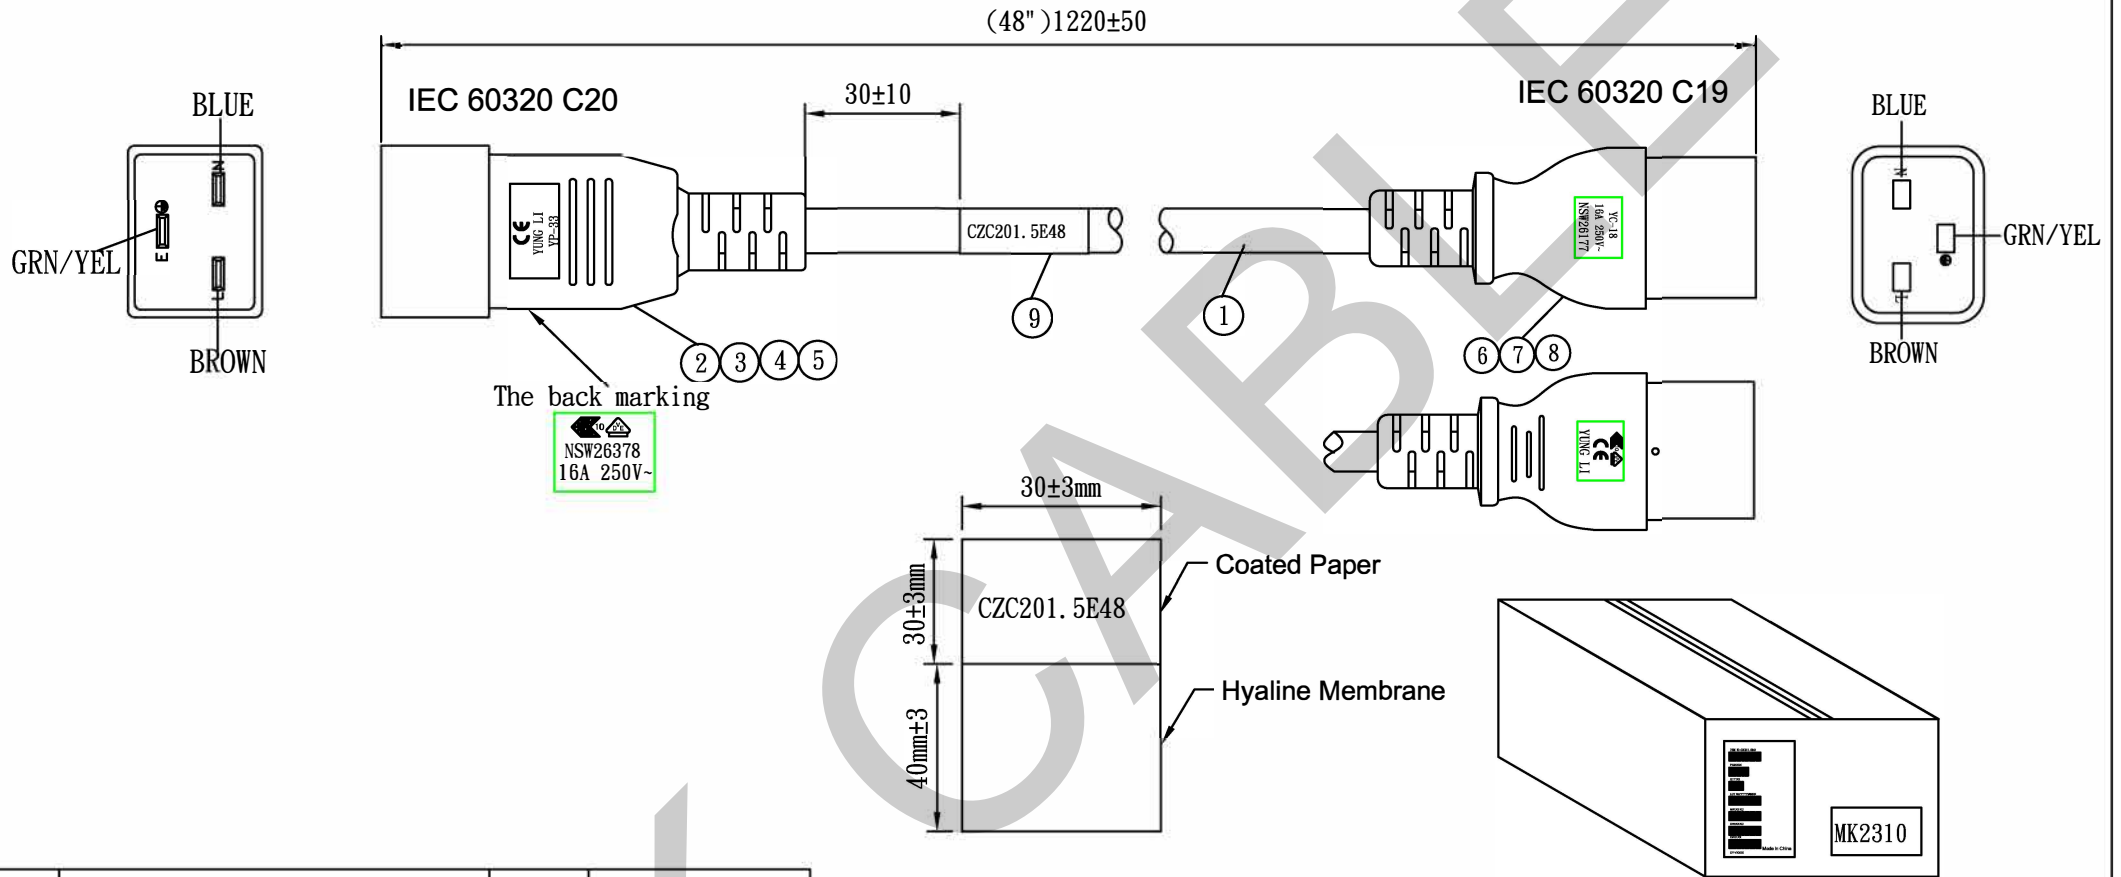 (48")1220±50
IEC 60320 C20
30±10
IEC 60320 C19
BLUE
N
E
L
GRN/YEL
BROWN
CE
YUNG LI
YP-33
CZC201.5E48
9
1
2 3 4 5
The back marking
10 VDE
NSW26378
16A 250V~
YC-18
16A 250V~
NSW26177
6 7 8
BLUE
N
L
GRN/YEL
BROWN
CE
YUNG LI
30±3mm
30±3mm
CZC201.5E48
Coated Paper
40mm±3
Hyaline Membrane
Made in China
MK2310
CABLE